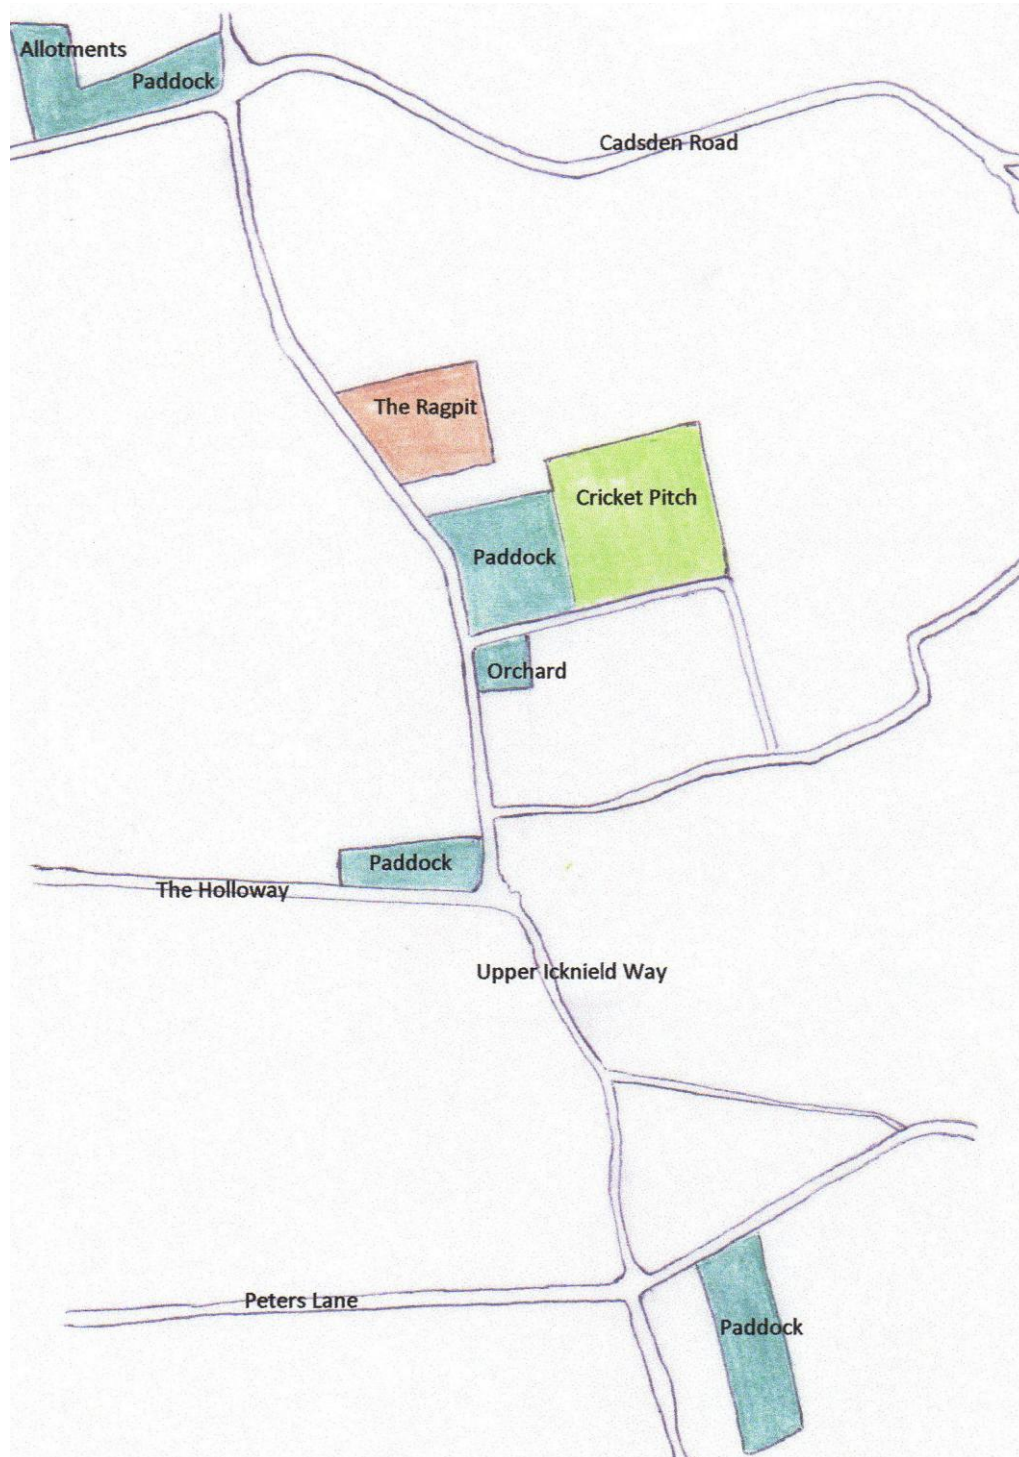 Allotments
Paddock
Cadsden Road
The Ragpit
Cricket Pitch
Paddock
Orchard
Paddock
The Holloway
Upper Icknield Way
Peters Lane
Paddock